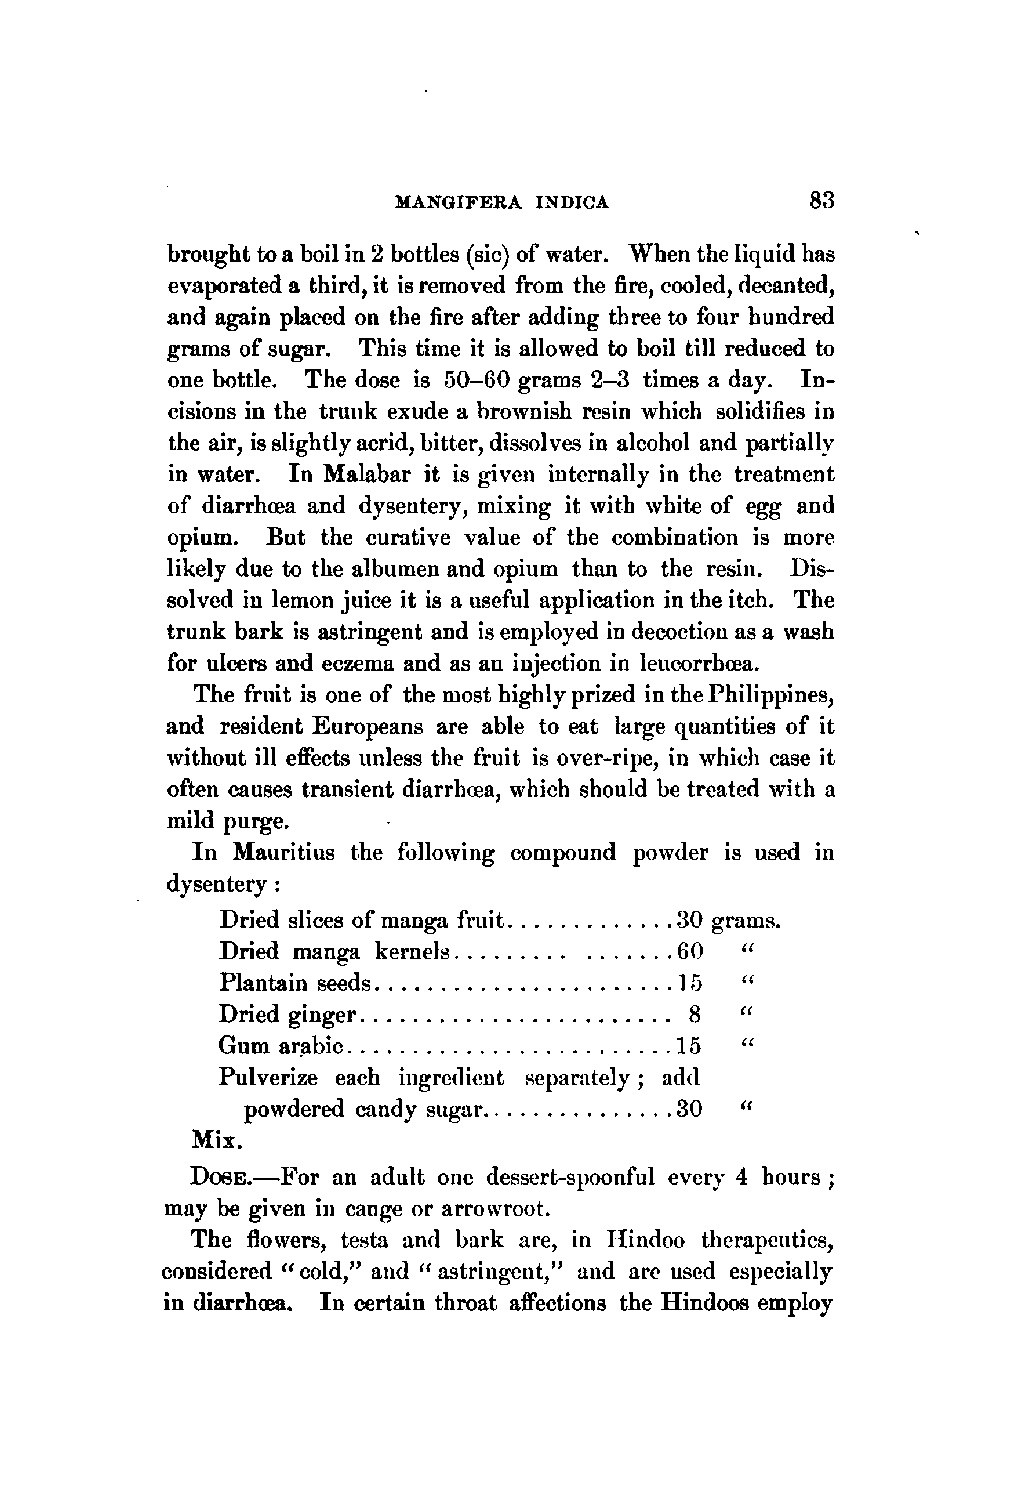 MANGIFERA INDICA 83
brought to a boil in 2 bottles (sic) of water. When the liquid has
evaporated a third, it is removed from the fire, cooled, decanted,
and again placed on the fire after adding three to four hundred
grams of sugar. This time it is allowed to boil till reduced to
one bottle. The dose is 50–60 grams 2–3 times a day. In-
cisions in the trunk exude a brownish resin which solidifies in
the air, is slightly acrid, bitter, dissolves in alcohol and partially
in water. In Malabar it is given internally in the treatment
of diarrhœa and dysentery, mixing it with white of egg and
opium. But the curative value of the combination is more
likely due to the albumen and opium than to the resin. Dis-
solved in lemon juice it is a useful application in the itch. The
trunk bark is astringent and is employed in decoction as a wash
for ulcers and eczema and as an injection in leucorrhœa.
The fruit is one of the most highly prized in the Philippines,
and resident Europeans are able to eat large quantities of it
without ill effects unless the fruit is over-ripe, in which case it
often causes transient diarrhœa, which should be treated with a
mild purge.
In Mauritius the following compound powder is used in
dysentery :
Dried slices of manga fruit.............30 grams.
Dried manga kernels......... .......60 “
Plantain seeds.......................15 “
Dried ginger........................ 8 “
Gum arabic.........................15 “
Pulverize each ingredient separately ; add
powdered candy sugar...............30 “
Mix.
DOSE.—For an adult one dessert-spoonful every 4 hours ;
may be given in cange or arrowroot.
The flowers, testa and bark are, in Hindoo therapeutics,
considered “cold,” and “astringent,” and are used especially
in diarrhœa. In certain throat affections the Hindoos employ